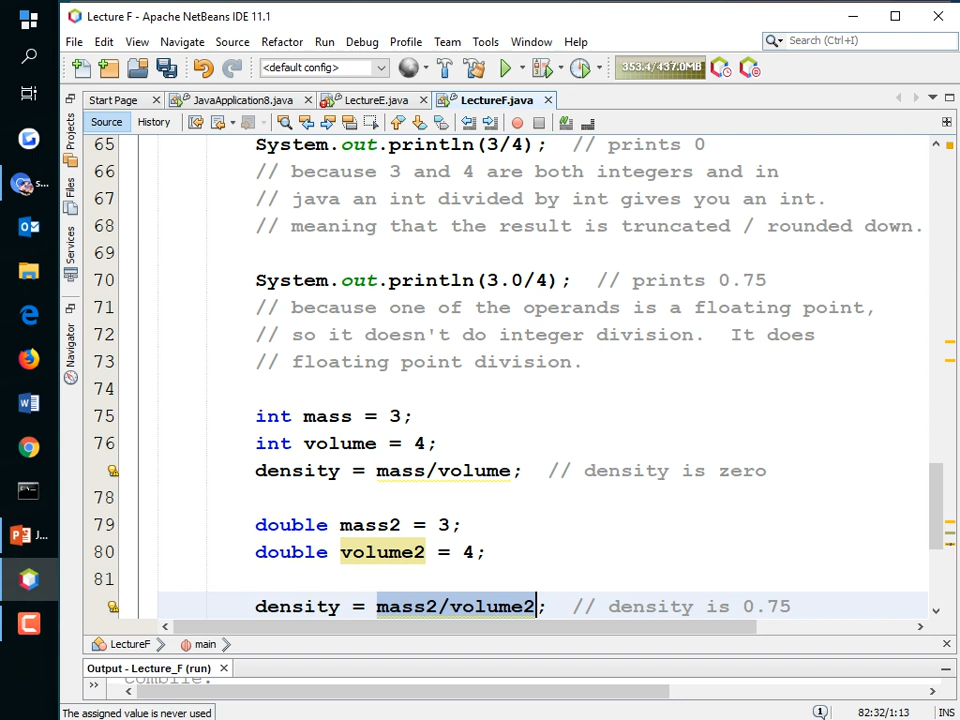 Lecture F - Apache NetBeans IDE 11.1
File Edit View Navigate Source Refactor Run Debug Profile Team Tools Window Help
Search (Ctrl+I)
<default config>
353.4/437.0MB
Start Page JavaApplication8.java LectureE.java LectureF.java
Source History
Projects
Files
Services
Navigator
65 System.out.println(3/4); // prints 0
66 // because 3 and 4 are both integers and in
67 // java an int divided by int gives you an int.
68 // meaning that the result is truncated / rounded down.
69
70 System.out.println(3.0/4); // prints 0.75
71 // because one of the operands is a floating point,
72 // so it doesn't do integer division. It does
73 // floating point division.
74
75 int mass = 3;
76 int volume = 4;
density = mass/volume; // density is zero
78
79 double mass2 = 3;
80 double volume2 = 4;
81
density = mass2/volume2; // density is 0.75
LectureF main
Output - Lecture_F (run)
The assigned value is never used
1
82:32/1:13 INS
s...
J...